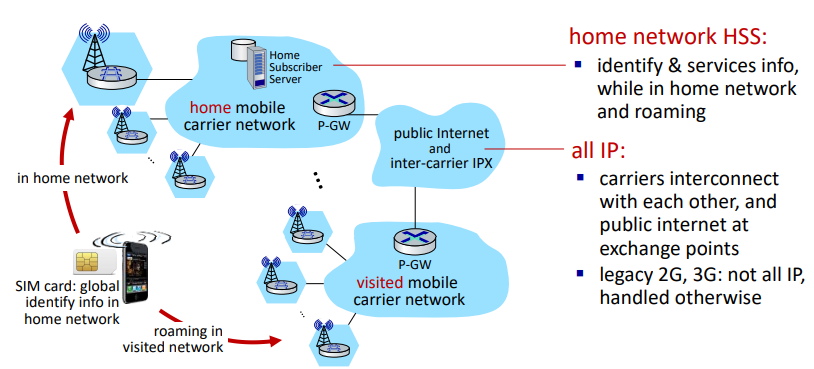 Home
Subscriber
Server
home mobile
carrier network
P-GW
public Internet
and
inter-carrier IPX
in home network
SIM card: global
identify info in
home network
roaming in
visited network
P-GW
visited mobile
carrier network
home network HSS:
identify & services info,
while in home network
and roaming
all IP:
carriers interconnect
with each other, and
public internet at
exchange points
legacy 2G, 3G: not all IP,
handled otherwise